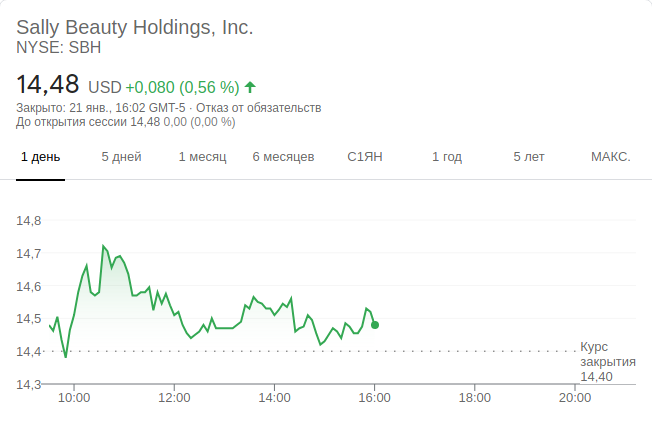 Sally Beauty Holdings, Inc.
NYSE: SBH
14,48 USD +0,080 (0,56 %)
Закрыто: 21 янв., 16:02 GMT-5 · Отказ от обязательств
До открытия сессии 14,48 0,00 (0,00 %)
1 день 5 дней 1 месяц 6 месяцев С1ЯН 1 год 5 лет МАКС.
14,8
14,7
14,6
14,5
14,4
14,3
Курс
закрытия
14,40
10:00 12:00 14:00 16:00 18:00 20:00